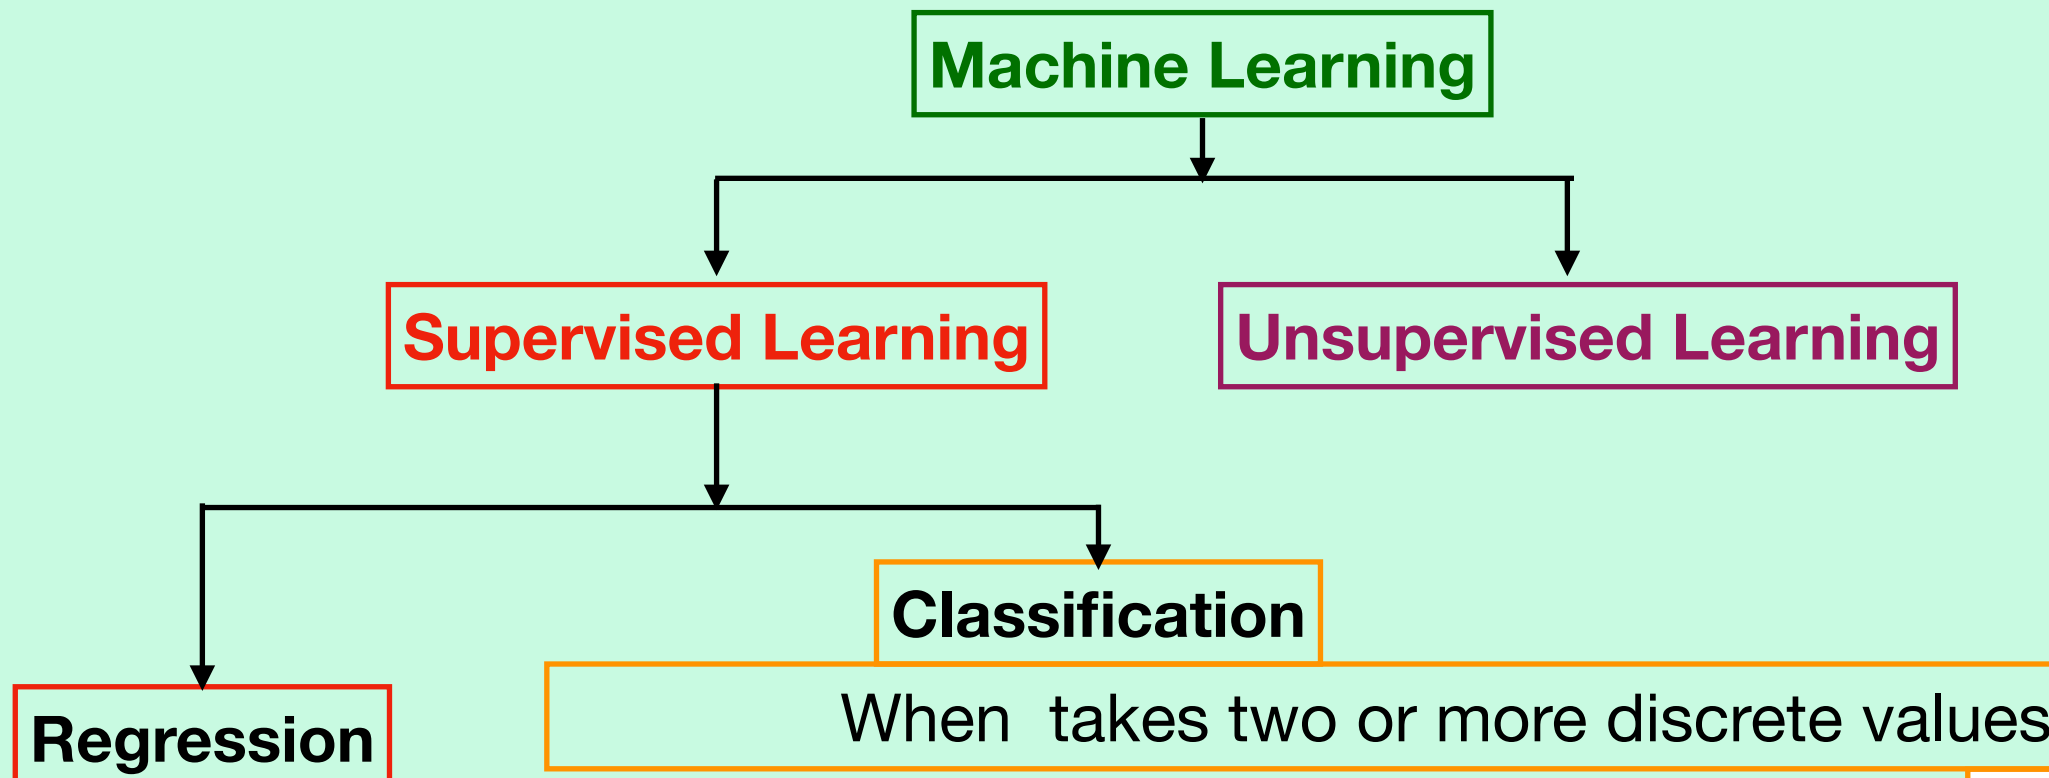 Machine Learning
Supervised Learning
Unsupervised Learning
Classification
When  takes two or more discrete values
Regression